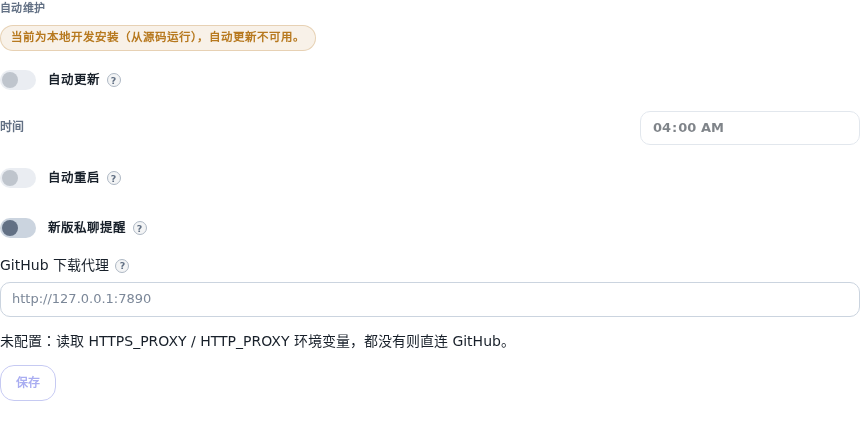 自动维护
当前为本地开发安装（从源码运行），自动更新不可用。
自动更新 ?
时间
04:00 AM
自动重启 ?
新版私聊提醒 ?
GitHub 下载代理 ?
http://127.0.0.1:7890
未配置：读取 HTTPS_PROXY / HTTP_PROXY 环境变量，都没有则直连 GitHub。
保存